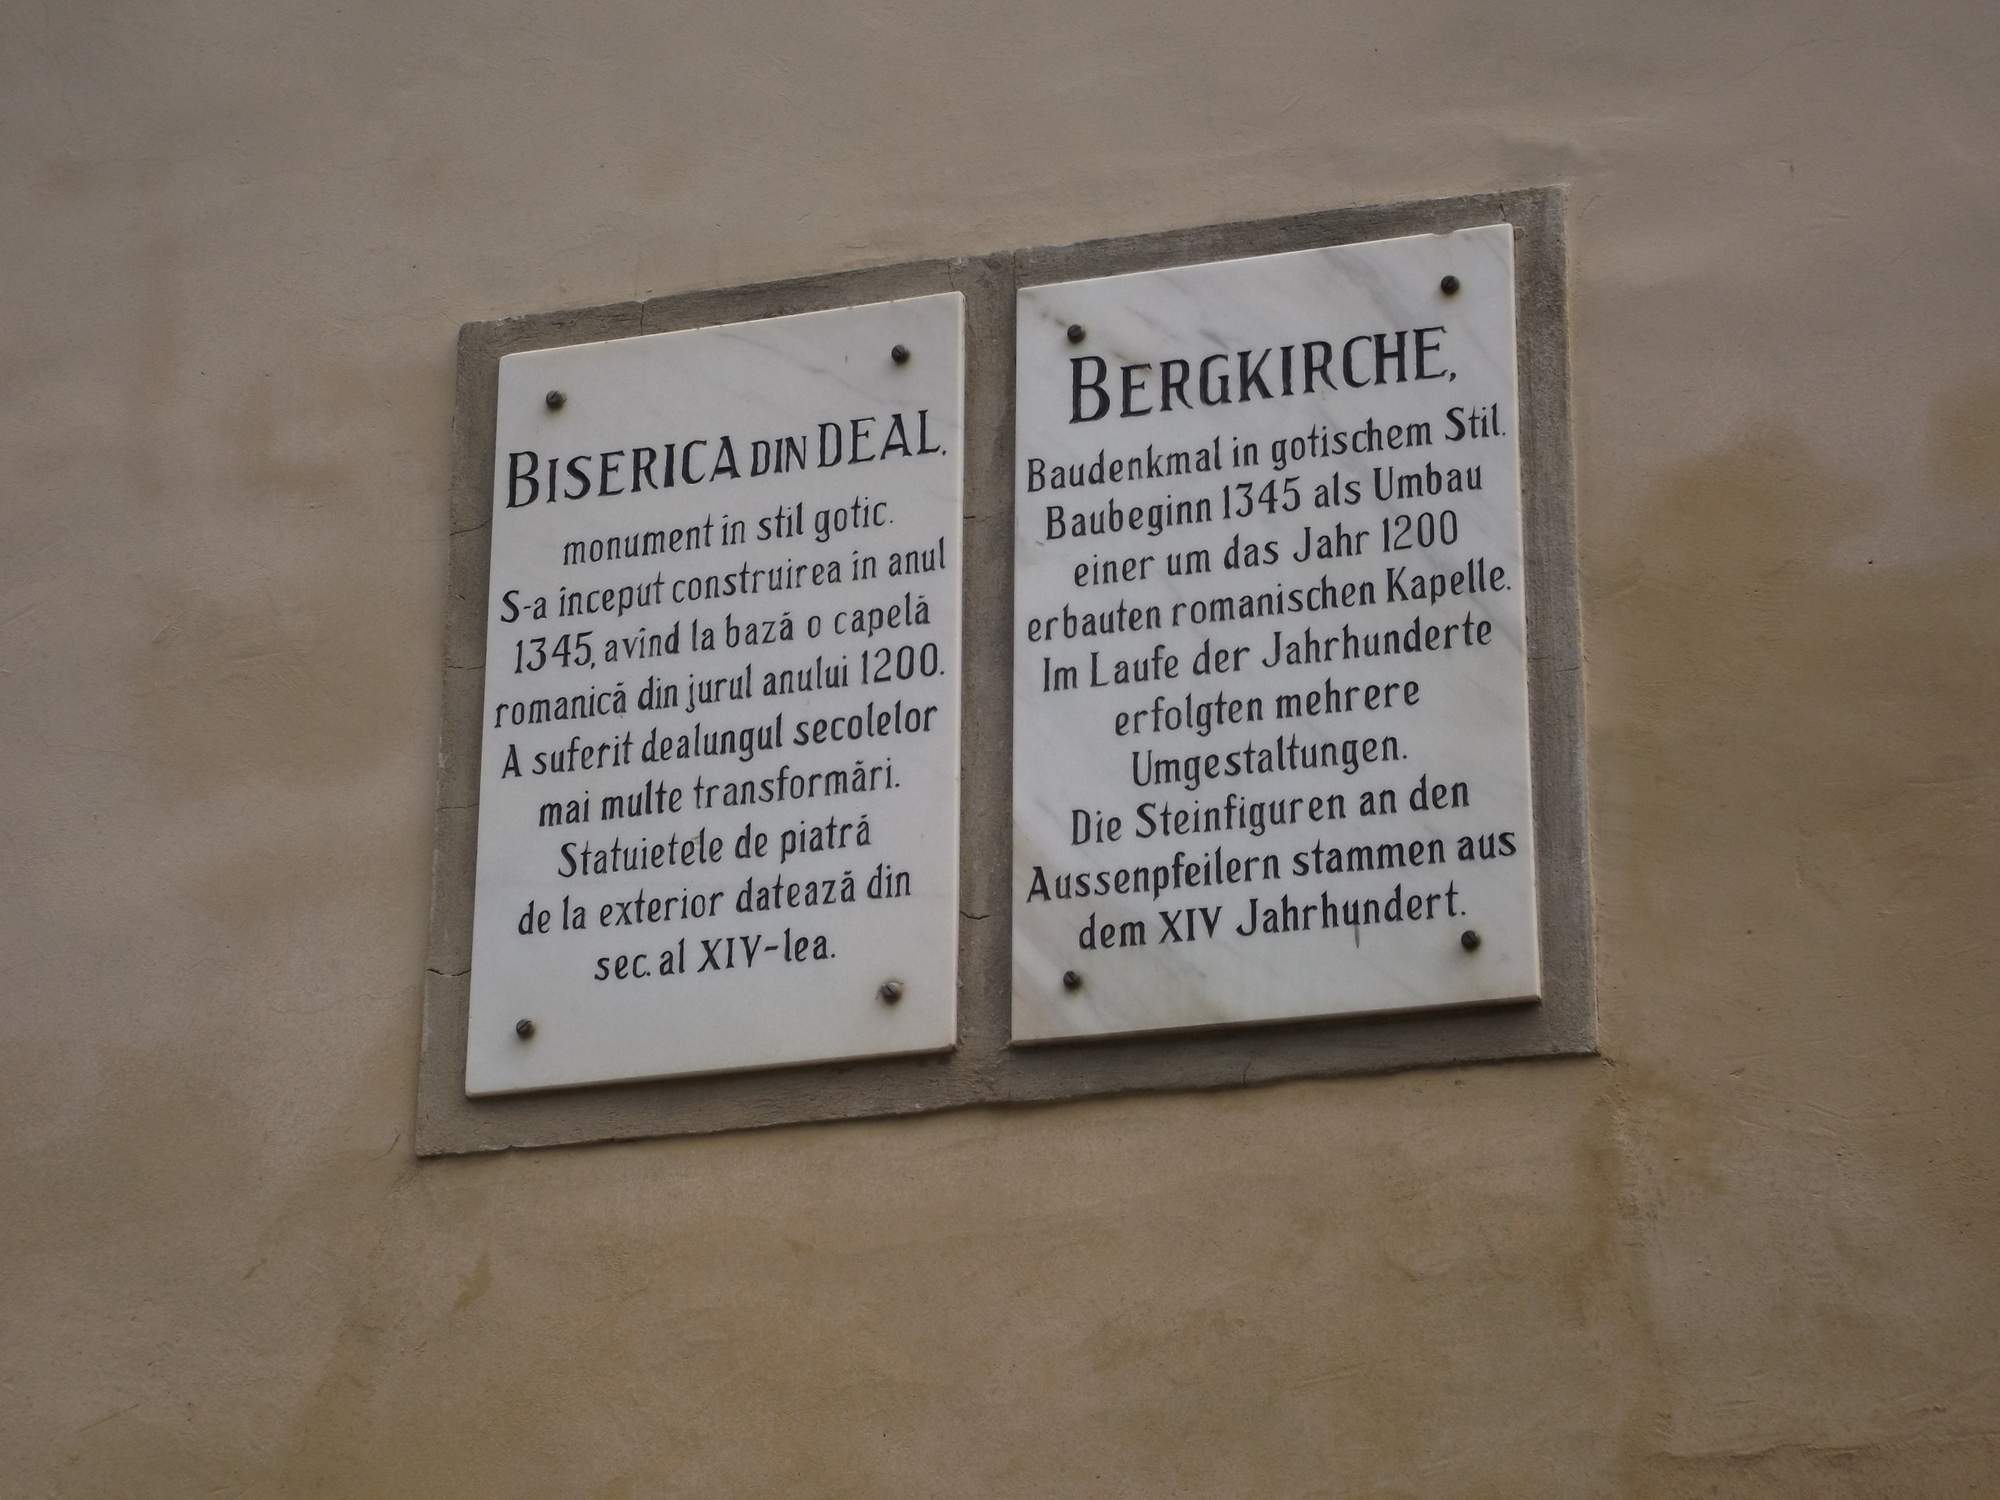 BISERICA DIN DEAL,
monument în stil gotic.
S-a început construirea în anul
1345, avînd la bază o capelă
romanică din jurul anului 1200.
A suferit dealungul secolelor
mai multe transformări.
Statuietele de piatră
de la exterior datează din
sec. al XIV-lea.
BERGKIRCHE,
Baudenkmal in gotischem Stil.
Baubeginn 1345 als Umbau
einer um das Jahr 1200
erbauten romanischen Kapelle.
Im Laufe der Jahrhunderte
erfolgten mehrere
Umgestaltungen.
Die Steinfiguren an den
Aussenpfeilern stammen aus
dem XIV Jahrhundert.